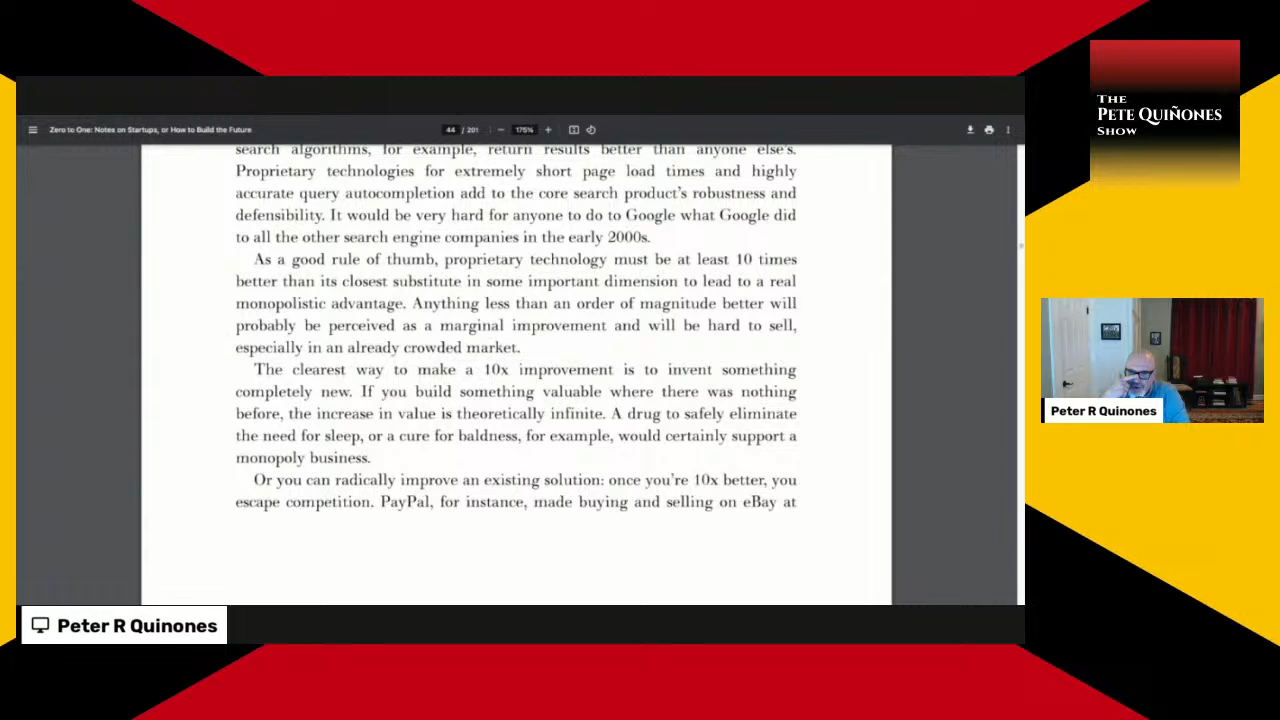 THE
PETE QUIÑONES
SHOW
Zero to One: Notes on Startups, or How to Build the Future
44 / 201
175%
search algorithms, for example, return results better than anyone else's.
Proprietary technologies for extremely short page load times and highly
accurate query autocompletion add to the core search product's robustness and
defensibility. It would be very hard for anyone to do to Google what Google did
to all the other search engine companies in the early 2000s.
As a good rule of thumb, proprietary technology must be at least 10 times
better than its closest substitute in some important dimension to lead to a real
monopolistic advantage. Anything less than an order of magnitude better will
probably be perceived as a marginal improvement and will be hard to sell,
especially in an already crowded market.
The clearest way to make a 10x improvement is to invent something
completely new. If you build something valuable where there was nothing
before, the increase in value is theoretically infinite. A drug to safely eliminate
the need for sleep, or a cure for baldness, for example, would certainly support a
monopoly business.
Or you can radically improve an existing solution: once you're 10x better, you
escape competition. PayPal, for instance, made buying and selling on eBay at
Peter R Quinones
Peter R Quinones